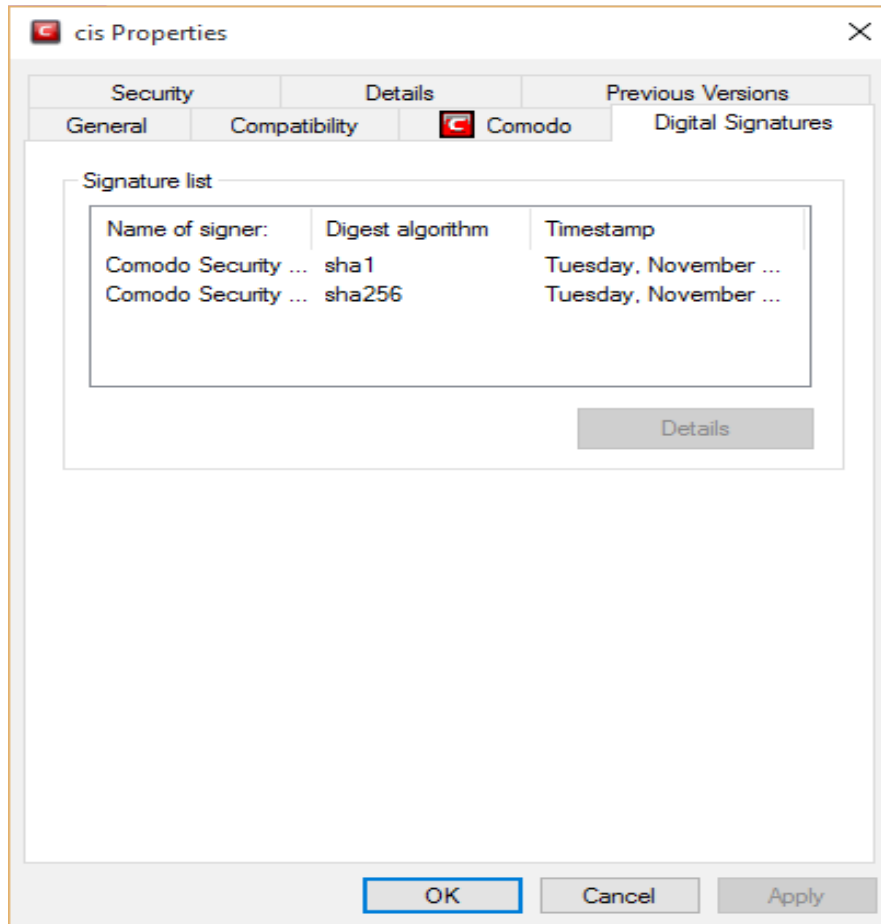 cis Properties
Security Details Previous Versions
General Compatibility Comodo Digital Signatures
Signature list
Name of signer: Digest algorithm Timestamp
Comodo Security ... sha1 Tuesday, November ...
Comodo Security ... sha256 Tuesday, November ...
Details
OK Cancel Apply